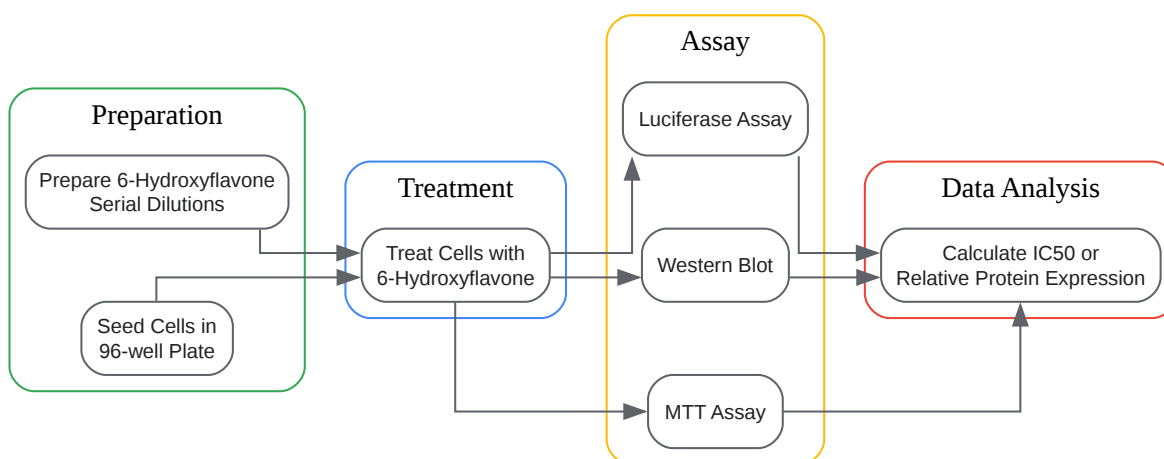 Preparation
Prepare 6-Hydroxyflavone
Serial Dilutions
Seed Cells in
96-well Plate
Treatment
Treat Cells with
6-Hydroxyflavone
Assay
Luciferase Assay
Western Blot
MTT Assay
Data Analysis
Calculate IC50 or
Relative Protein Expression